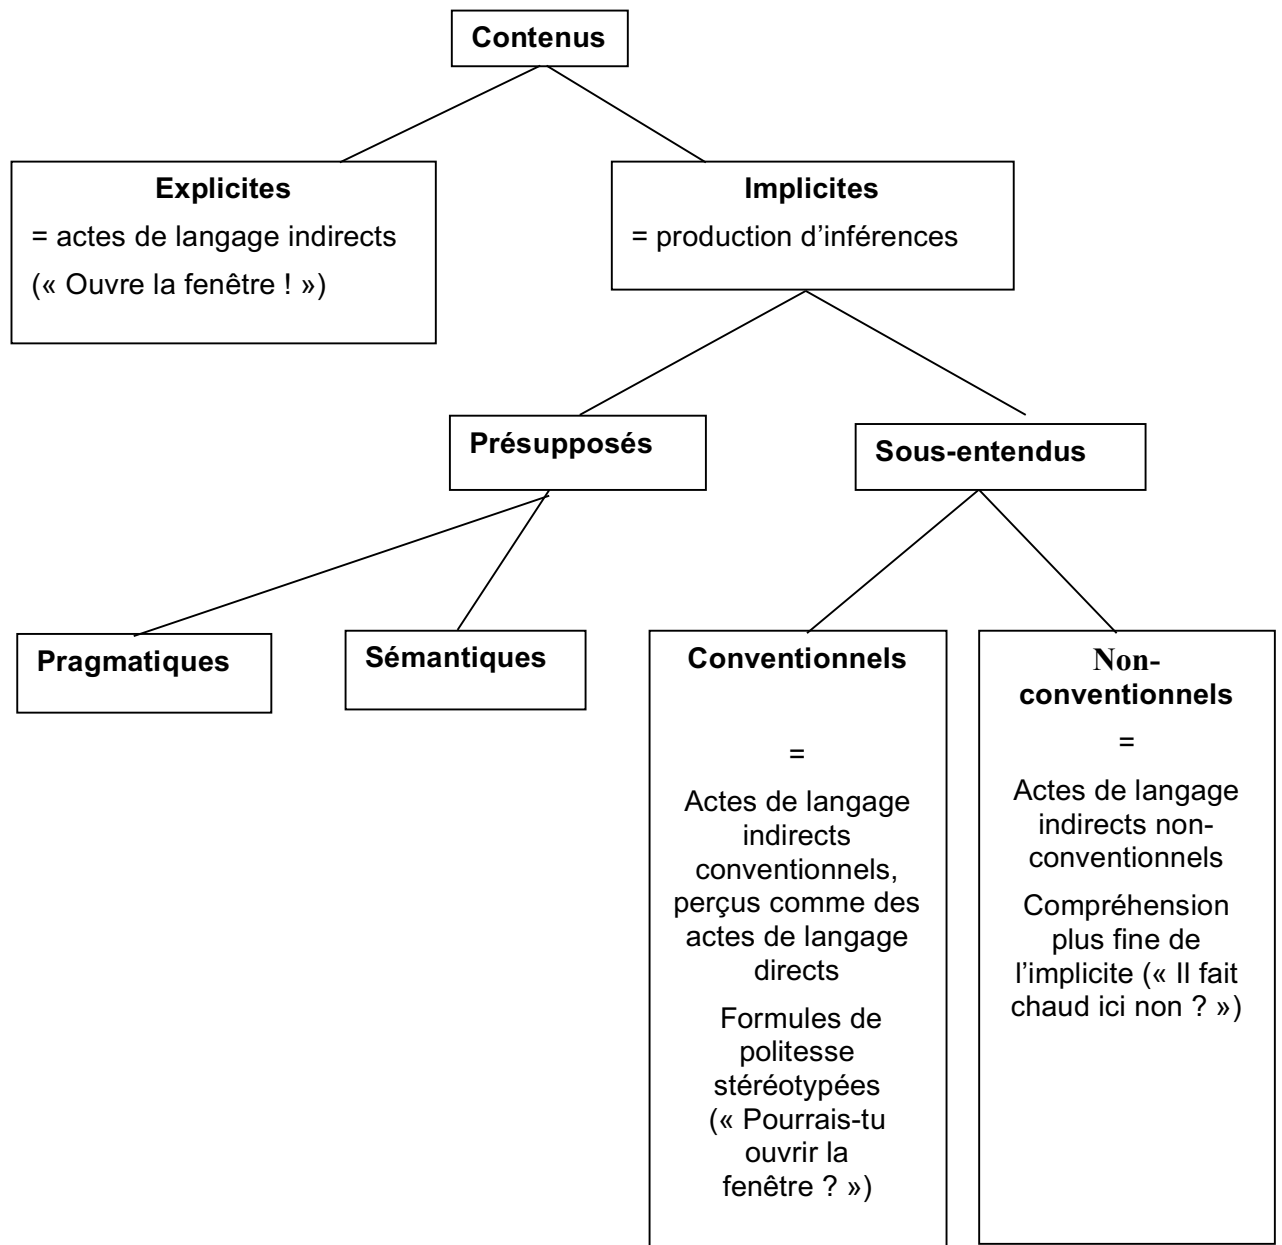 Contenus
Explicites
= actes de langage indirects
(« Ouvre la fenêtre ! »)
Implicites
= production d’inférences
Présupposés
Sous-entendus
Pragmatiques
Sémantiques
Conventionnels
=
Actes de langage
indirects
conventionnels,
perçus comme des
actes de langage
directs
Formules de
politesse
stéréotypées
(« Pourrais-tu
ouvrir la
fenêtre ? »)
Non-
conventionnels
=
Actes de langage
indirects non-
conventionnels
Compréhension
plus fine de
l’implicite (« Il fait
chaud ici non ? »)